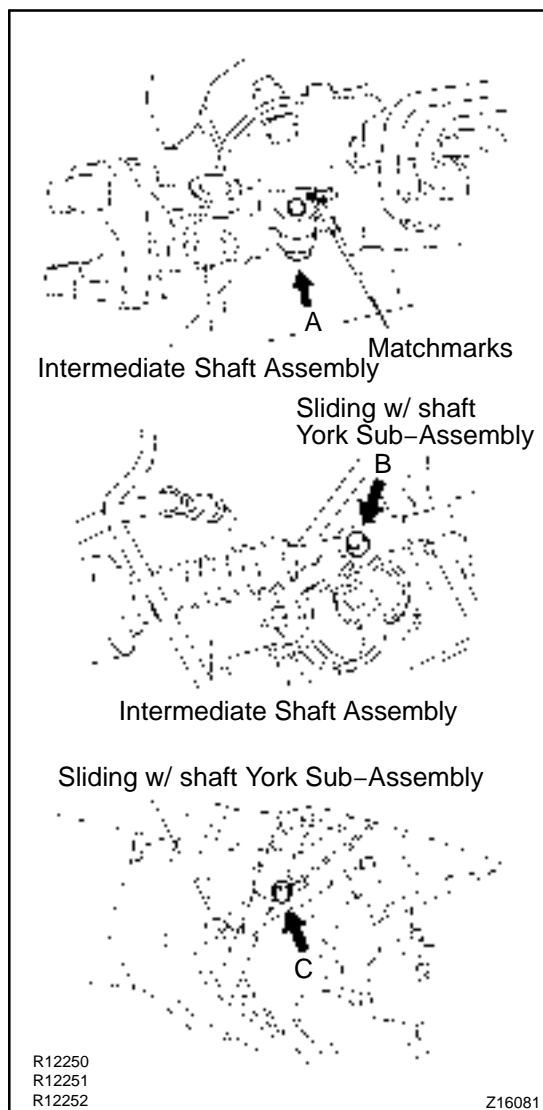 A
Matchmarks
Intermediate Shaft Assembly
Sliding w/ shaft
York Sub−Assembly
B
Intermediate Shaft Assembly
Sliding w/ shaft York Sub−Assembly
C
R12250
R12251
R12252
Z16081